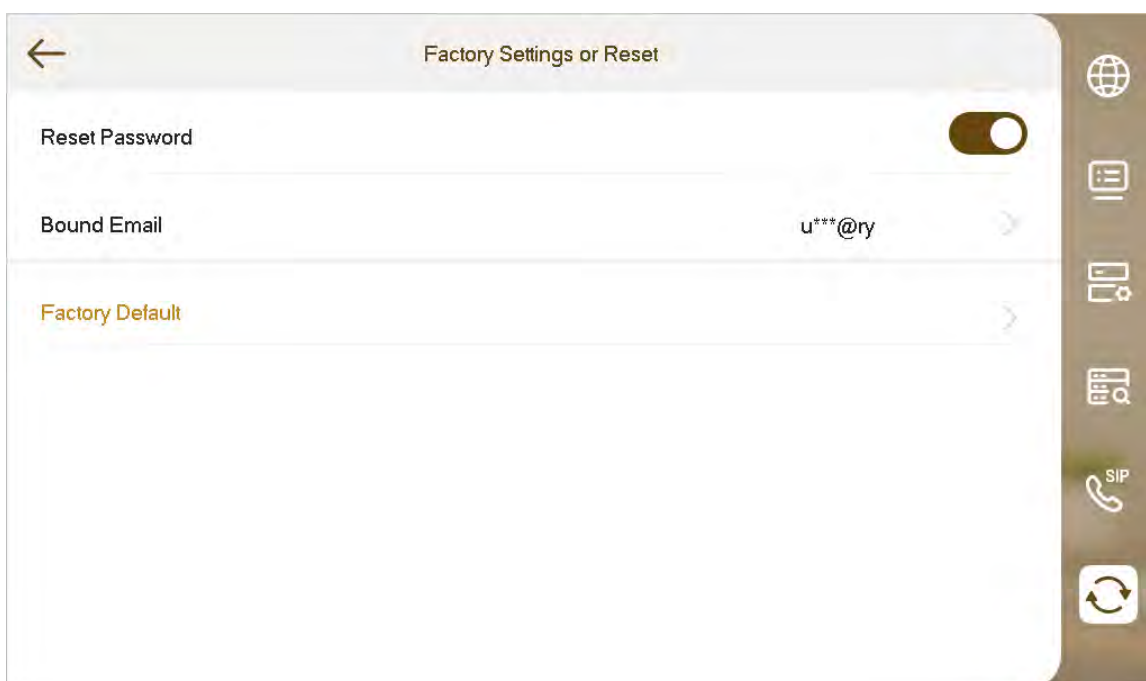 Factory Settings or Reset
Reset Password
Bound Email u***@ry
Factory Default
SIP